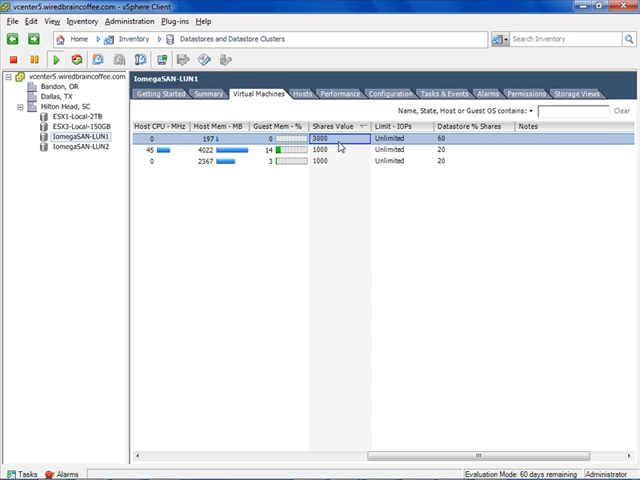 vcenter5.wiredbraincoffee.com - vSphere Client
File Edit View Inventory Administration Plug-ins Help
Home Inventory Datastores and Datastore Clusters Search Inventory
vcenter5.wiredbraincoffee.com
Bandon, OR
Dallas, TX
Hilton Head, SC
ESX1-Local-2TB
ESX3-Local-150GB
IomegaSAN-LUN1
IomegaSAN-LUN2
IomegaSAN-LUN1
Getting Started Summary Virtual Machines Hosts Performance Configuration Tasks & Events Alarms Permissions Storage Views
Name, State, Host or Guest OS contains: Clear
Host CPU - MHz Host Mem - MB Guest Mem - % Shares Value Limit - IOPs Datastore % Shares Notes
0 197 0 3000 Unlimited 60
45 4022 14 1000 Unlimited 20
0 2367 3 1000 Unlimited 20
Tasks Alarms Evaluation Mode: 60 days remaining Administrator